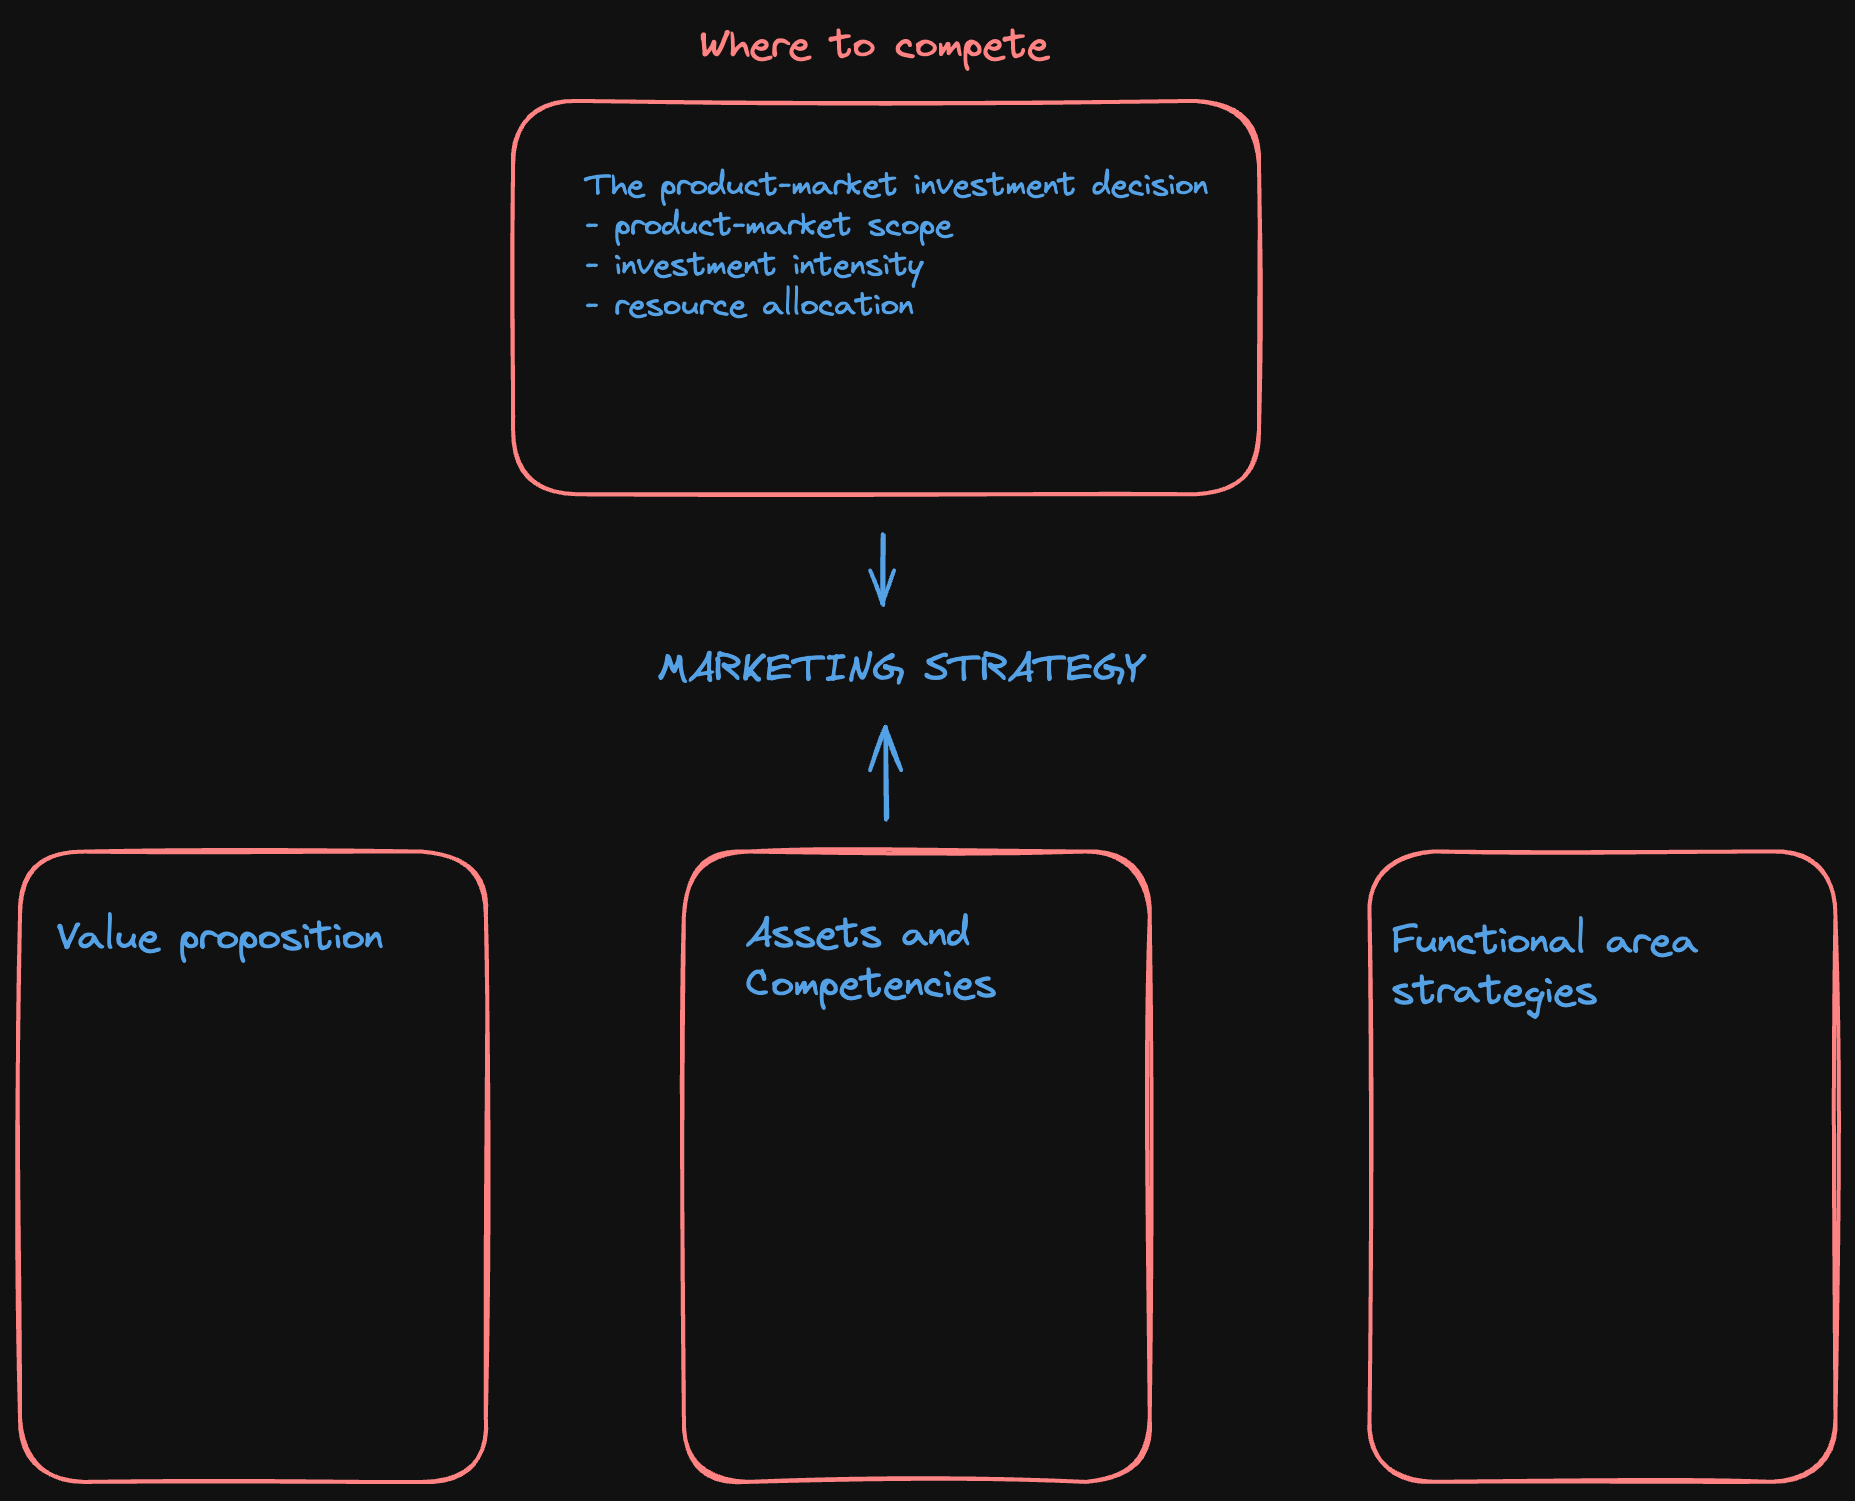 Where to compete
The product-market investment decision
- product-market scope
- investment intensity
- resource allocation
MARKETING STRATEGY
Value proposition
Assets and
Competencies
Functional area
strategies